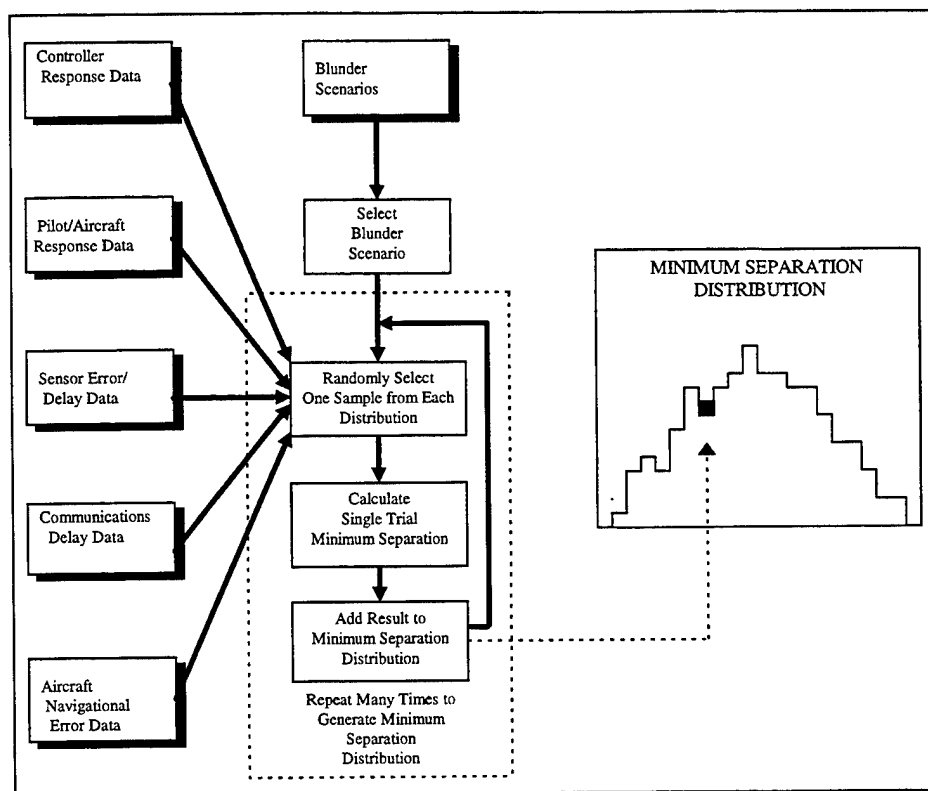 Controller
Response Data
Pilot/Aircraft
Response Data
Sensor Error/
Delay Data
Communications
Delay Data
Aircraft
Navigational
Error Data
Blunder
Scenarios
Select
Blunder
Scenario
Randomly Select
One Sample from Each
Distribution
Calculate
Single Trial
Minimum Separation
Add Result to
Minimum Separation
Distribution
Repeat Many Times to
Generate Minimum
Separation
Distribution
MINIMUM SEPARATION
DISTRIBUTION